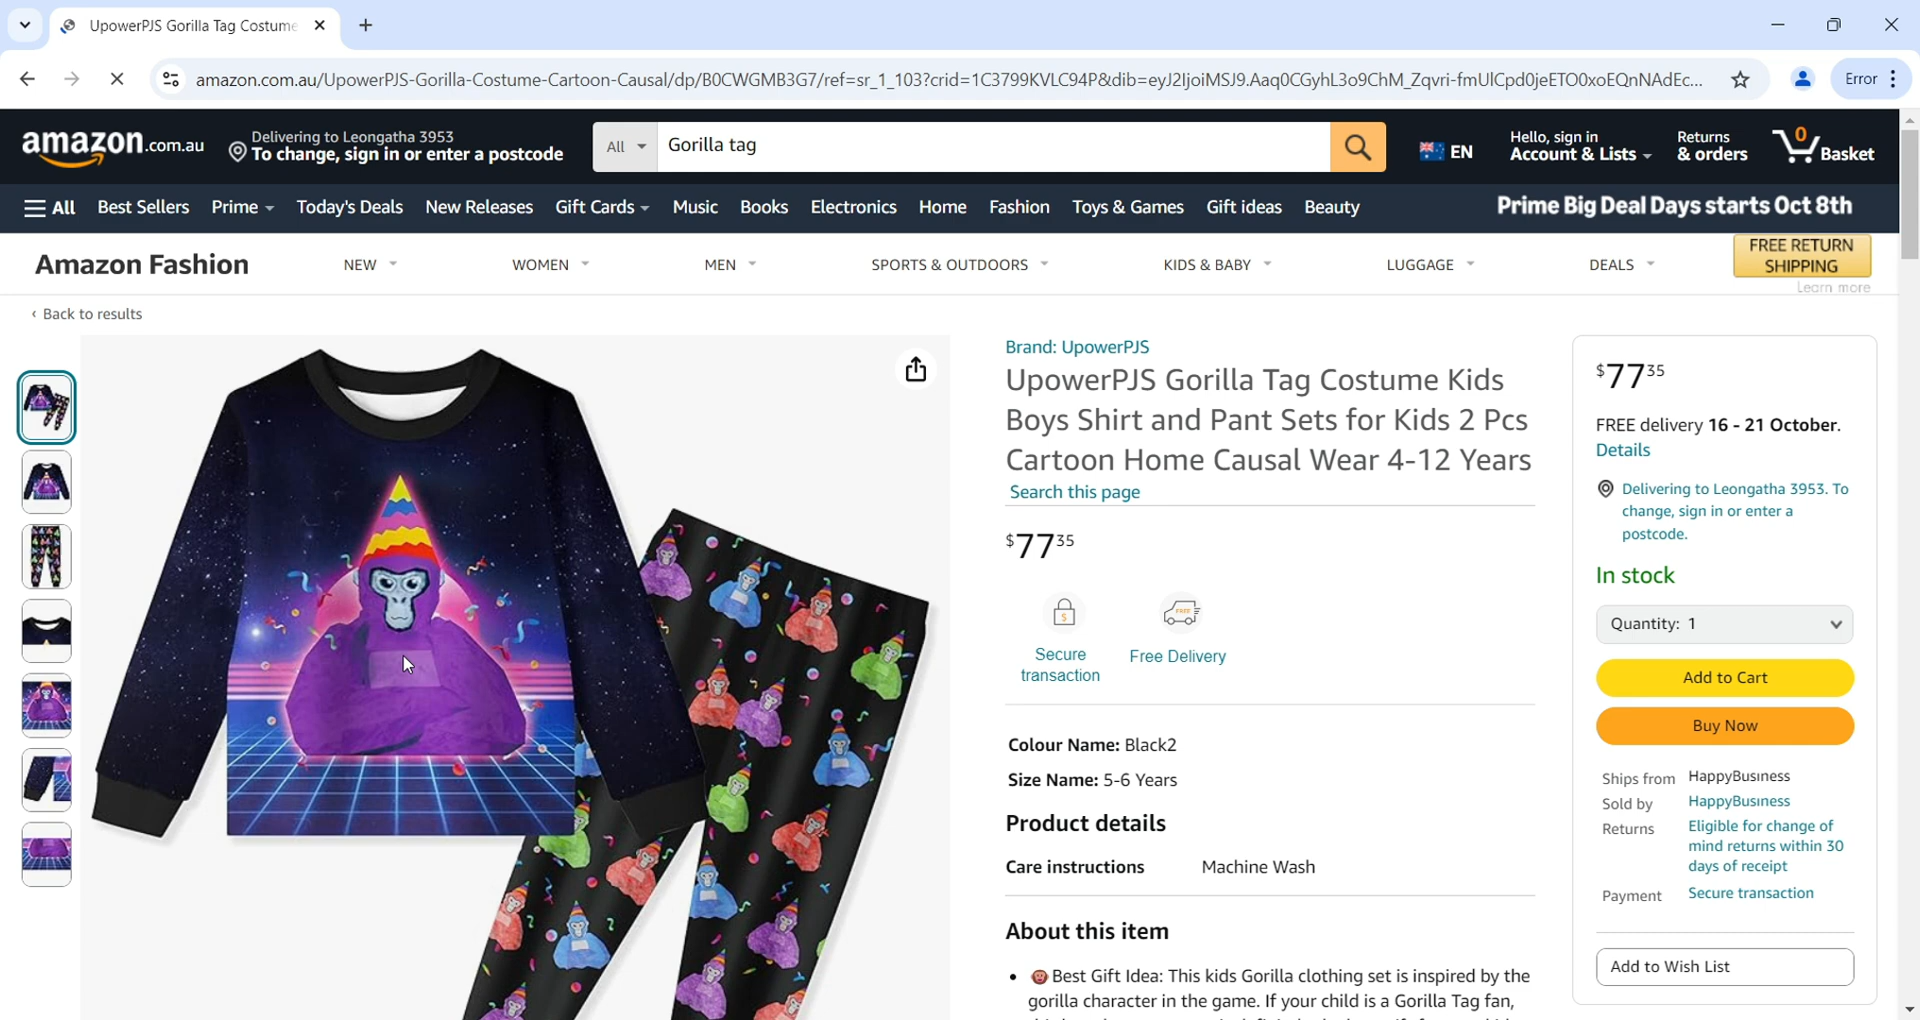 UpowerPJS Gorilla Tag Costume
amazon.com.au/UpowerPJS-Gorilla-Costume-Cartoon-Causal/dp/B0CWGMB3G7/ref=sr_1_103?crid=1C3799KVLC94P&dib=eyJ2IjoiMSJ9.Aaq0CGyhL3o9ChM_Zqvri-fmUlCpd0jeETO0xoEQnNAdEc...
Error
amazon.com.au
Delivering to Leongatha 3953
To change, sign in or enter a postcode
All
Gorilla tag
EN
Hello, sign in
Account & Lists
Returns
& orders
0
Basket
All
Best Sellers
Prime
Today's Deals
New Releases
Gift Cards
Music
Books
Electronics
Home
Fashion
Toys & Games
Gift ideas
Beauty
Prime Big Deal Days starts Oct 8th
Amazon Fashion
NEW
WOMEN
MEN
SPORTS & OUTDOORS
KIDS & BABY
LUGGAGE
DEALS
FREE RETURN
SHIPPING
Learn more
‹ Back to results
Brand: UpowerPJS
UpowerPJS Gorilla Tag Costume Kids
Boys Shirt and Pant Sets for Kids 2 Pcs
Cartoon Home Causal Wear 4-12 Years
Search this page
$77 35
FREE
Secure
transaction
Free Delivery
Colour Name: Black2
Size Name: 5-6 Years
Product details
Care instructions Machine Wash
About this item
• Best Gift Idea: This kids Gorilla clothing set is inspired by the
gorilla character in the game. If your child is a Gorilla Tag fan,
$77 35
FREE delivery 16 - 21 October.
Details
Delivering to Leongatha 3953. To
change, sign in or enter a
postcode.
In stock
Quantity: 1
Add to Cart
Buy Now
Ships from HappyBusiness
Sold by HappyBusiness
Returns Eligible for change of
mind returns within 30
days of receipt
Payment Secure transaction
Add to Wish List